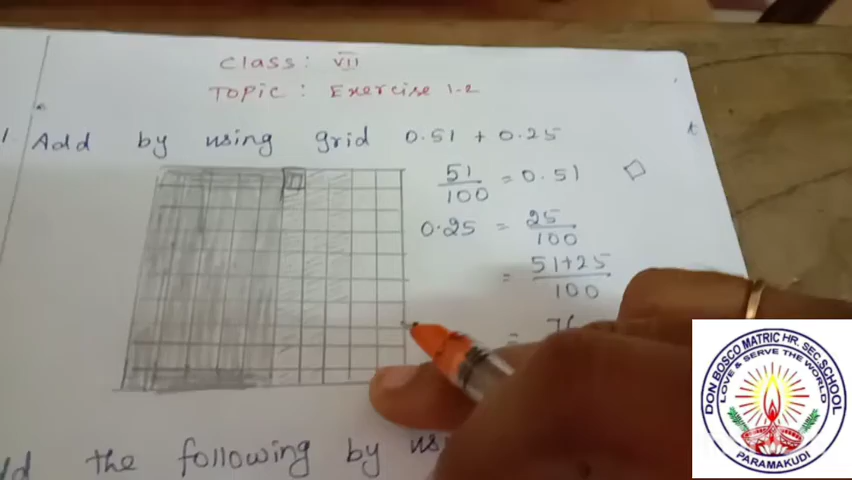 Class: VII
Topic: Exercise 1.2
1. Add by using grid 0.51 + 0.25
51/100 = 0.51
0.25 = 25/100
= 51+25/100
=
the following by
DON BOSCO MATRIC HR. SEC SCHOOL
LOVE & SERVE THE WORLD
PARAMAKUDI